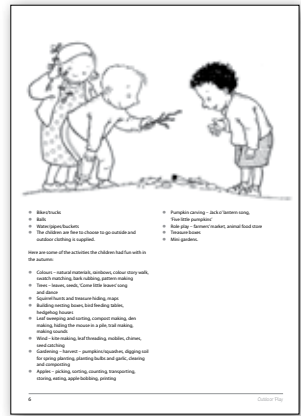 Bikes/trucks
Balls
Water/pipes/buckets
The children are free to choose to go outside and
outdoor clothing is supplied.
Here are some of the activities the children had fun with in
the autumn:
Colours – natural materials, rainbows, colour story walk,
swatch matching, bark rubbing, pattern making
Trees – leaves, seeds, 'Come little leaves' song
and dance
Squirrel hunts and treasure hiding, maps
Building nesting boxes, bird feeding tables,
hedgehog houses
Leaf sweeping and sorting, compost making, den
making, hiding the mouse in a pile, trail making,
making sounds
Wind – kite making, leaf threading, mobiles, chimes,
seed catching
Gardening – harvest – pumpkins/squashes, digging soil
for spring planting, planting bulbs and garlic, clearing
and composting
Apples – picking, sorting, counting, transporting,
storing, eating, apple bobbing, printing
Pumpkin carving – Jack o' lantern song,
'Five little pumpkins'
Role play – farmers' market, animal food store
Treasure boxes
Mini gardens.
6